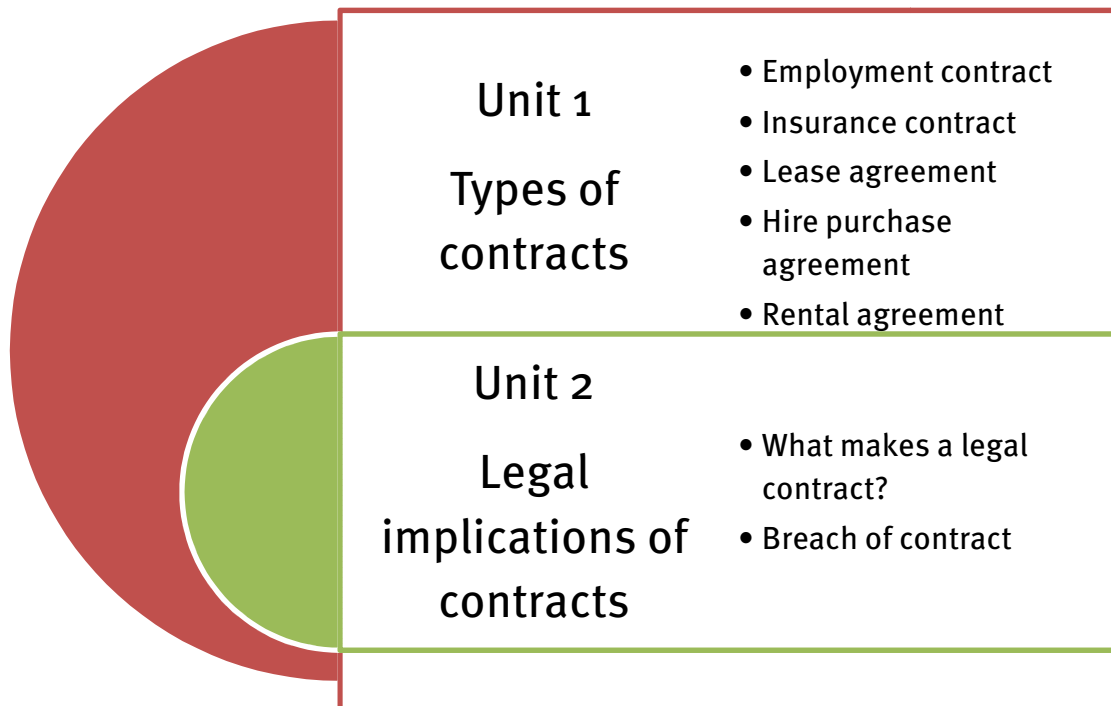 Unit 1
Types of
contracts
• Employment contract
• Insurance contract
• Lease agreement
• Hire purchase
agreement
• Rental agreement
Unit 2
Legal
implications of
contracts
• What makes a legal
contract?
• Breach of contract